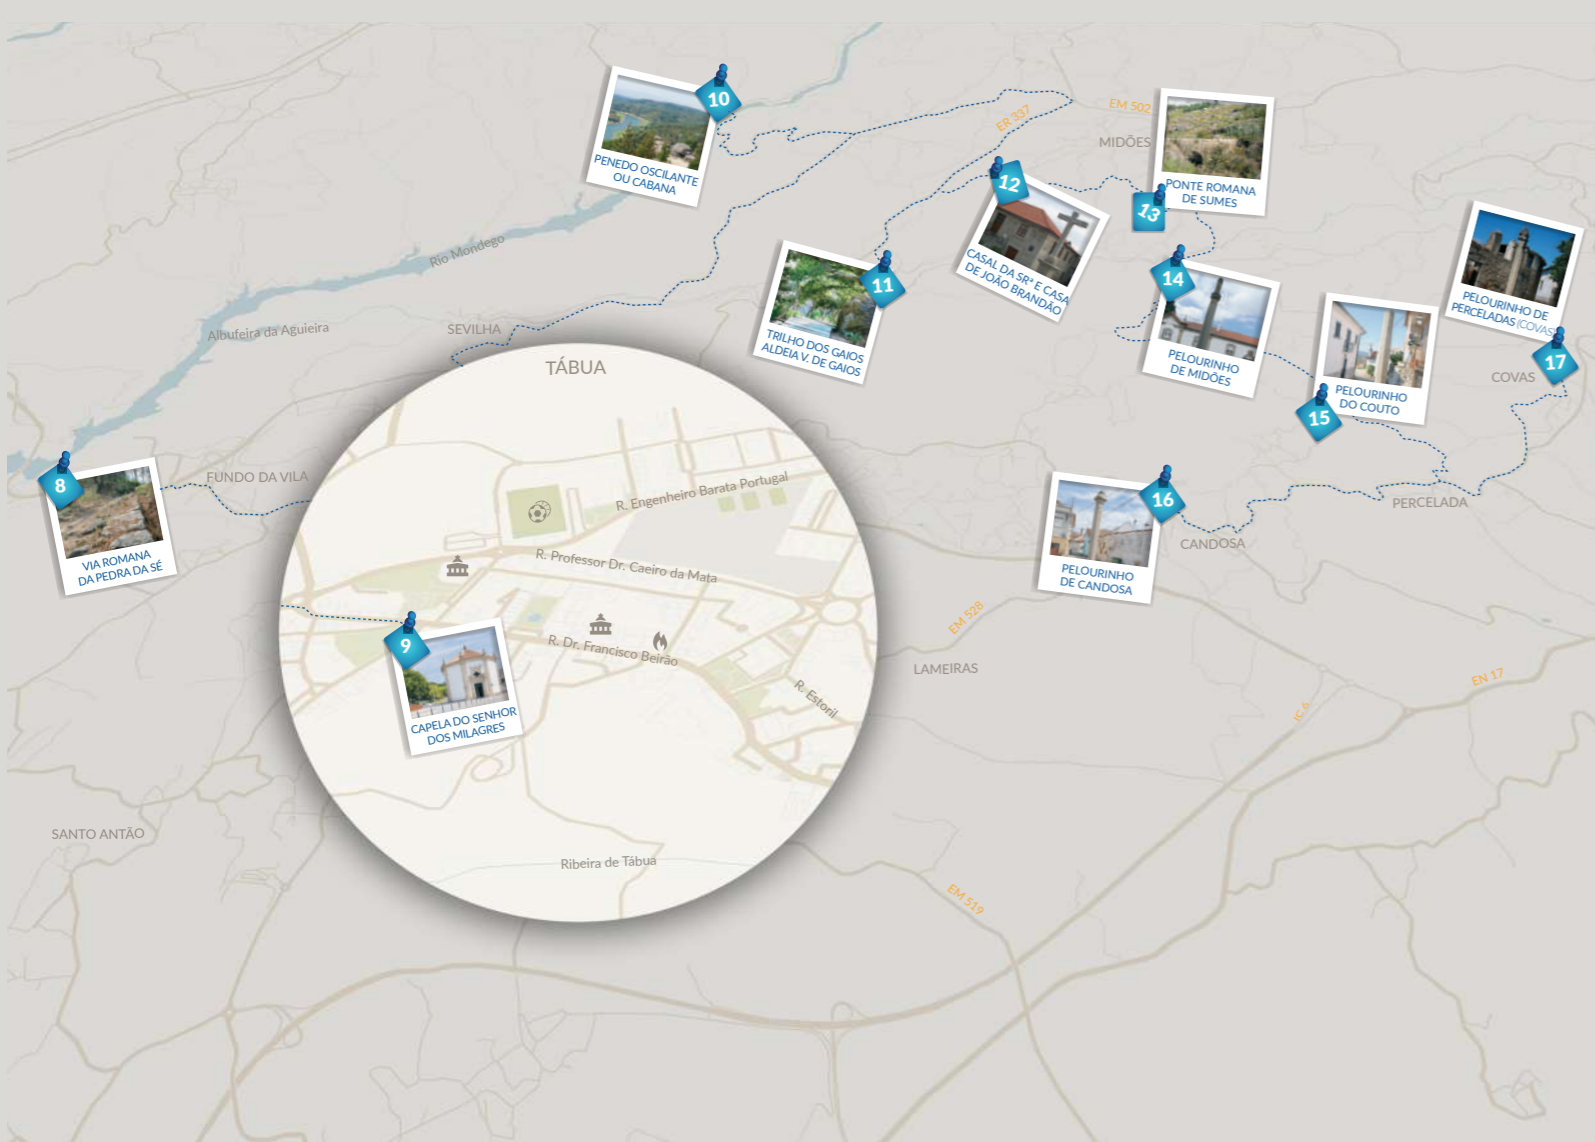 10
PENEDO OSCILANTE
OU CABANA
ER 337
EM 502
MIDÕES
12
CASAL DA SRª E CASA
DE JOÃO BRANDÃO
13
PONTE ROMANA
DE SUMES
Rio Mondego
Albufeira da Aguieira
SEVILHA
11
TRILHO DOS GAIOS
ALDEIA V. DE GAIOS
14
PELOURINHO
DE MIDÕES
15
PELOURINHO
DO COUTO
PELOURINHO DE
PERCELADAS (COVAS)
17
COVAS
8
VIA ROMANA
DA PEDRA DA SÉ
FUNDO DA VILA
TÁBUA
R. Engenheiro Barata Portugal
R. Professor Dr. Caeiro da Mata
R. Dr. Francisco Beirão
R. Estoril
9
CAPELA DO SENHOR
DOS MILAGRES
Ribeira de Tábua
16
PELOURINHO
DE CANDOSA
CANDOSA
PERCELADA
EM 528
LAMEIRAS
EN 17
IC 6
SANTO ANTÃO
EM 519